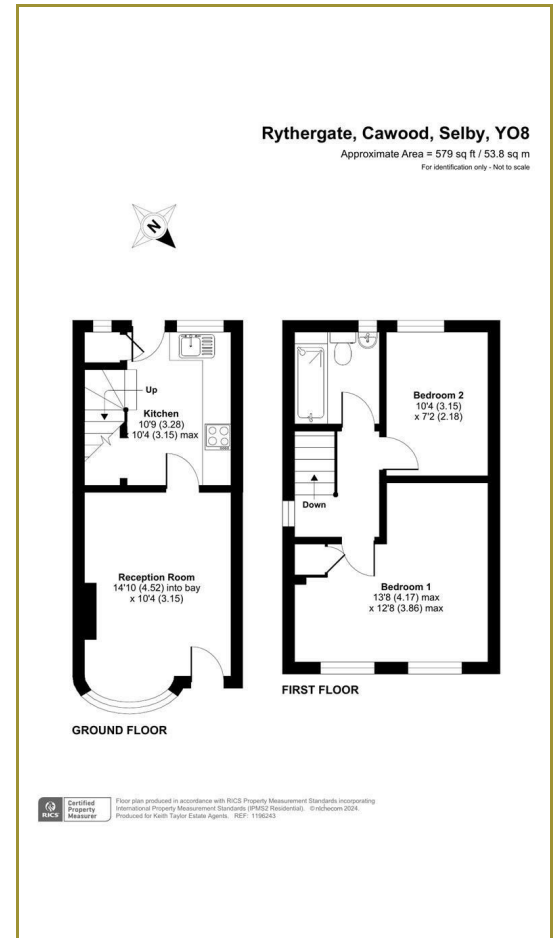 Rythergate, Cawood, Selby, YO8
Approximate Area = 579 sq ft / 53.8 sq m
For identification only - Not to scale
N
Up
Kitchen
10'9 (3.28)
x 10'4 (3.15) max
Reception Room
14'10 (4.52) into bay
x 10'4 (3.15)
GROUND FLOOR
Bedroom 2
10'4 (3.15)
x 7'2 (2.18)
Down
Bedroom 1
13'8 (4.17) max
x 12'8 (3.86) max
FIRST FLOOR
RICS
Certified
Property
Measurer
Floor plan produced in accordance with RICS Property Measurement Standards incorporating
International Property Measurement Standards (IPMS2 Residential). ©nichecom 2024.
Produced for Keith Taylor Estate Agents. REF: 1196243